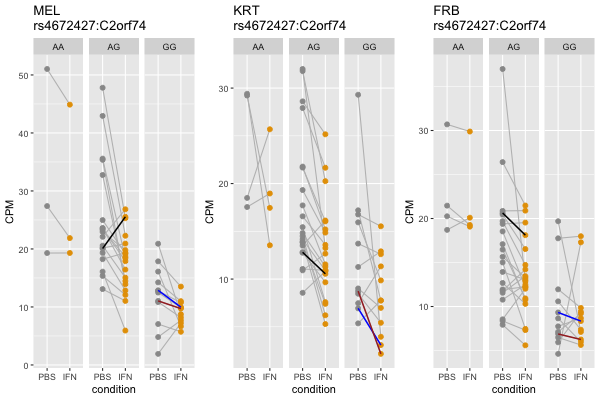 MEL
rs4672427:C2orf74
AA AG GG
CPM
50
40
30
20
10
0
PBS IFN PBS IFN PBS IFN
condition
KRT
rs4672427:C2orf74
AA AG GG
CPM
30
20
10
PBS IFN PBS IFN PBS IFN
condition
FRB
rs4672427:C2orf74
AA AG GG
CPM
30
20
10
PBS IFN PBS IFN PBS IFN
condition